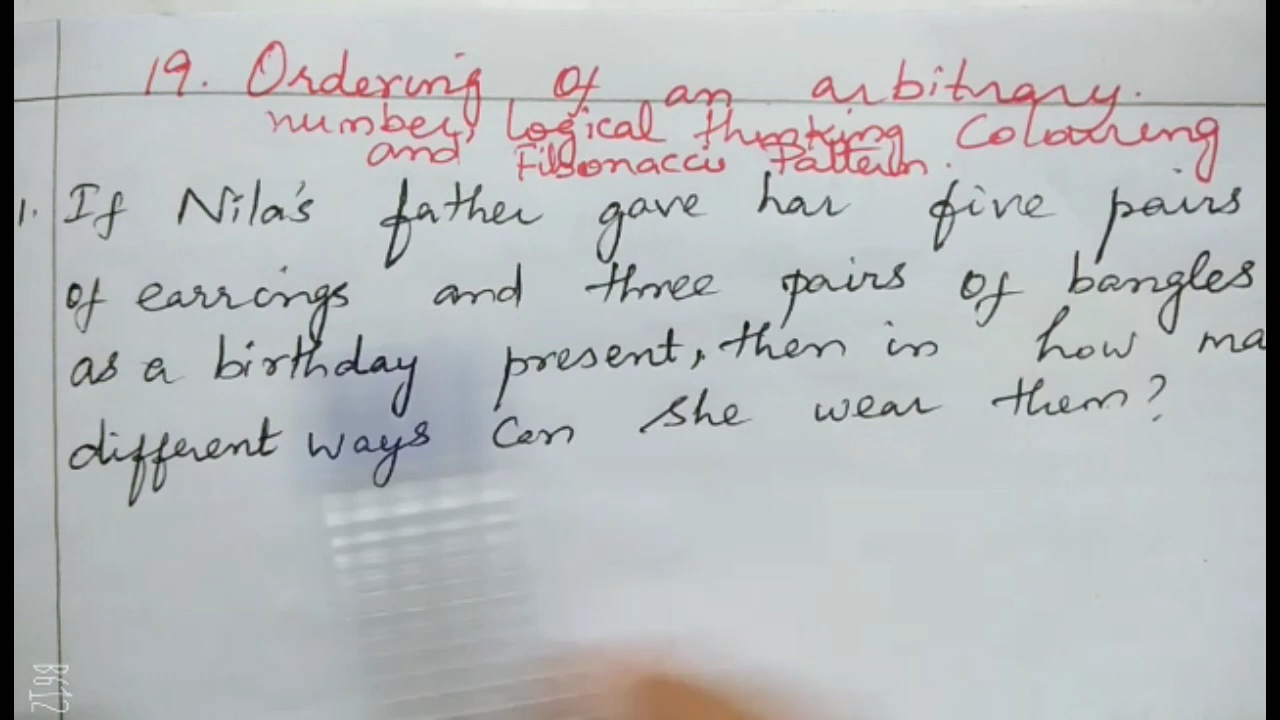 19. Ordering of an arbitrary.
number, Logical thinking Colouring
and Fibonacci Pattern.
1. If Nila's father gave har five pairs
of earrings and three pairs of bangles
as a birthday present, then in how ma
different ways can she wear them?
B612